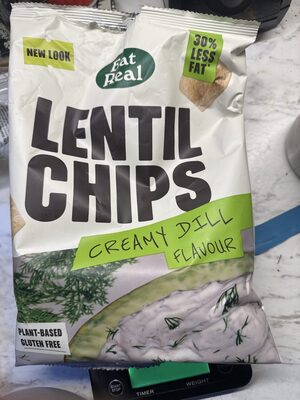 NEW LOOK
Eat
Real
30%
LESS
FAT*
LENTIL
CHIPS
CREAMY DILL
FLAVOUR
PLANT-BASED
GLUTEN FREE
TIMER
WEIGHT